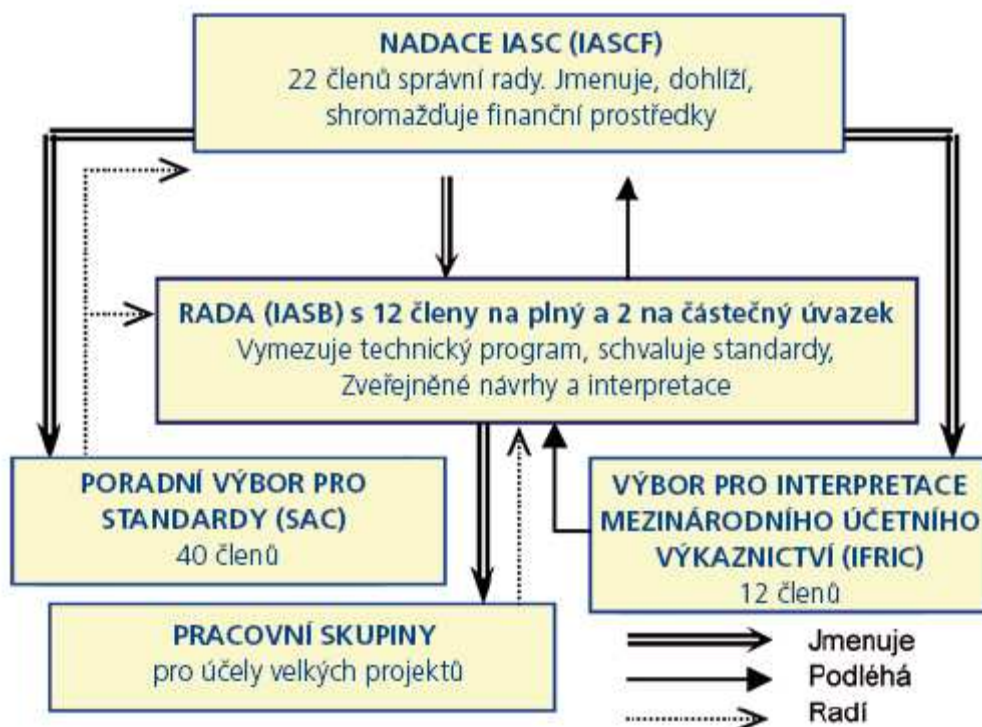 NADACE IASC (IASCF)
22 členů správní rady. Jmenuje, dohlíží,
shromažďuje finanční prostředky
RADA (IASB) s 12 členy na plný a 2 na částečný úvazek
Vymezuje technický program, schvaluje standardy,
Zveřejněné návrhy a interpretace
PORADNÍ VÝBOR PRO
STANDARDY (SAC)
40 členů
VÝBOR PRO INTERPRETACE
MEZINÁRODNÍHO ÚČETNÍHO
VÝKAZNICTVÍ (IFRIC)
12 členů
PRACOVNÍ SKUPINY
pro účely velkých projektů
Jmenuje
Podléhá
Radí